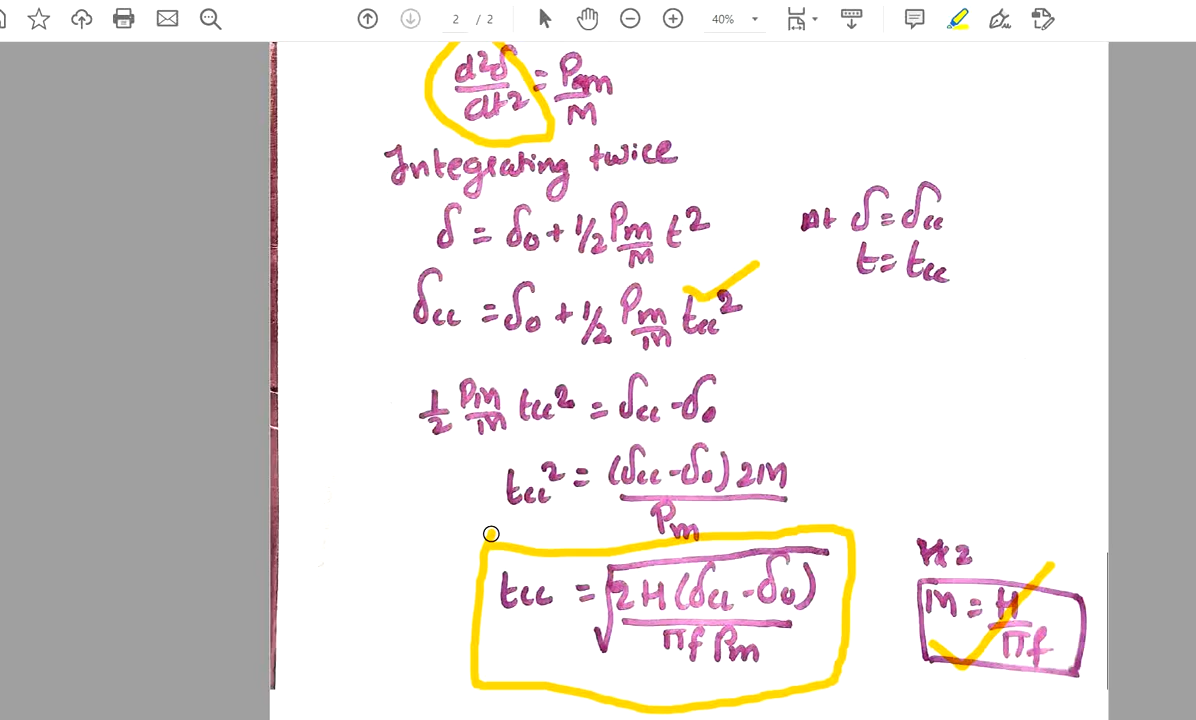 2 / 2
40%
d2δ/dt2 = Pm/M
Integrating twice
δ = δ0 + 1/2 Pm/M t2
At δ = δcc
t = tcc
δcc = δ0 + 1/2 Pm/M tcc2
1/2 Pm/M tcc2 = δcc - δ0
tcc2 = (δcc - δ0) 2M / Pm
tcc = √(2H(δcc - δ0) / πf Pm)
M = H/πf